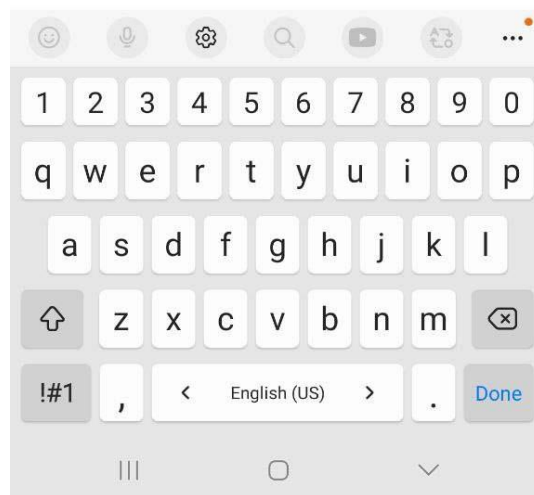 1 2 3 4 5 6 7 8 9 0
q w e r t y u i o p
a s d f g h j k l
z x c v b n m
!#1 , < English (US) > . Done